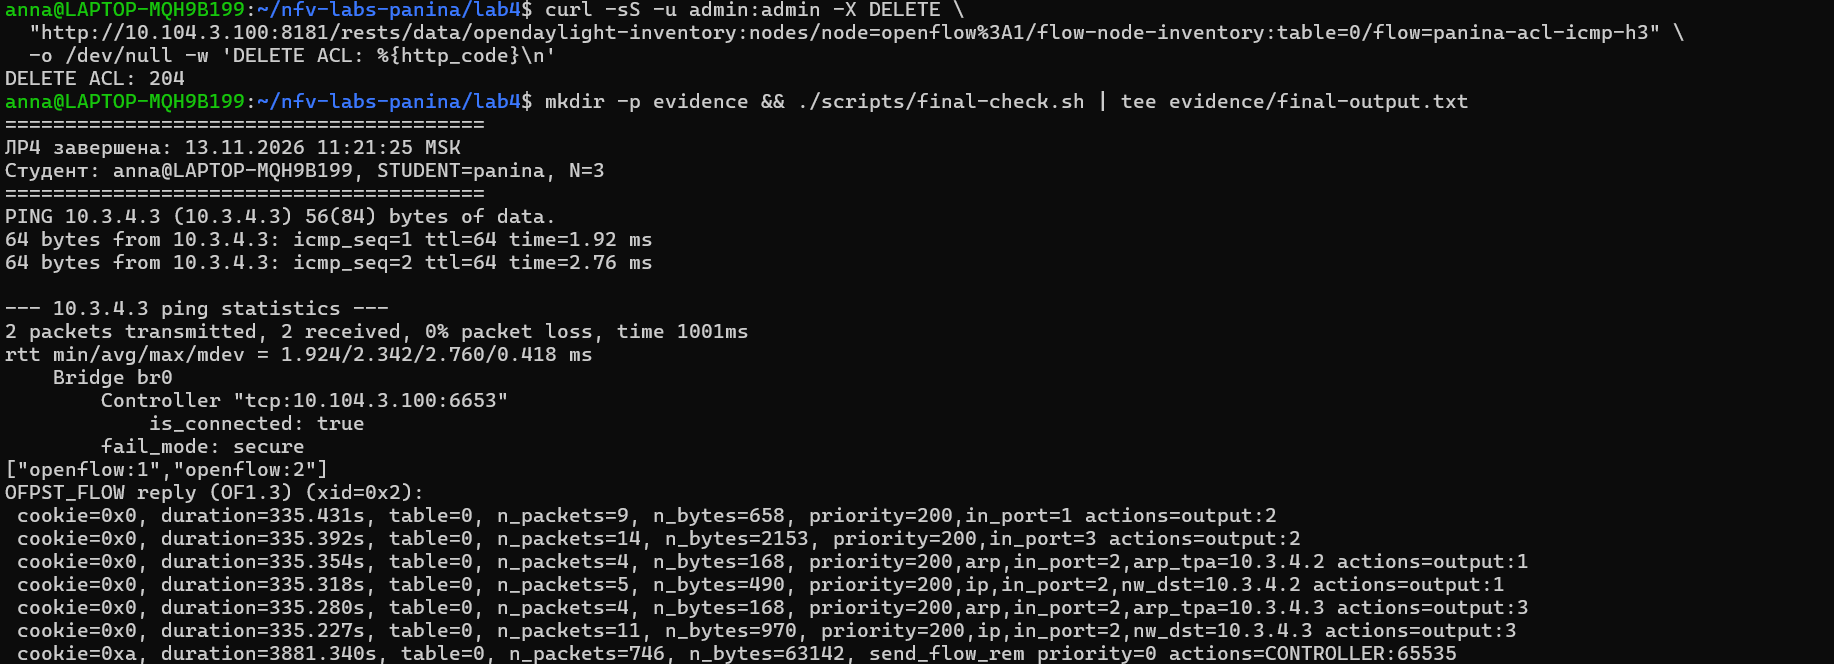 anna@LAPTOP-MQH9B199:~/nfv-labs-panina/lab4$ curl -sS -u admin:admin -X DELETE \
  "http://10.104.3.100:8181/rests/data/opendaylight-inventory:nodes/node=openflow%3A1/flow-node-inventory:table=0/flow=panina-acl-icmp-h3" \
  -o /dev/null -w 'DELETE ACL: %{http_code}\n'
DELETE ACL: 204
anna@LAPTOP-MQH9B199:~/nfv-labs-panina/lab4$ mkdir -p evidence && ./scripts/final-check.sh | tee evidence/final-output.txt
========================================
ЛР4 завершена: 13.11.2026 11:21:25 MSK
Студент: anna@LAPTOP-MQH9B199, STUDENT=panina, N=3
========================================
PING 10.3.4.3 (10.3.4.3) 56(84) bytes of data.
64 bytes from 10.3.4.3: icmp_seq=1 ttl=64 time=1.92 ms
64 bytes from 10.3.4.3: icmp_seq=2 ttl=64 time=2.76 ms

--- 10.3.4.3 ping statistics ---
2 packets transmitted, 2 received, 0% packet loss, time 1001ms
rtt min/avg/max/mdev = 1.924/2.342/2.760/0.418 ms
    Bridge br0
        Controller "tcp:10.104.3.100:6653"
            is_connected: true
        fail_mode: secure
["openflow:1","openflow:2"]
OFPST_FLOW reply (OF1.3) (xid=0x2):
 cookie=0x0, duration=335.431s, table=0, n_packets=9, n_bytes=658, priority=200,in_port=1 actions=output:2
 cookie=0x0, duration=335.392s, table=0, n_packets=14, n_bytes=2153, priority=200,in_port=3 actions=output:2
 cookie=0x0, duration=335.354s, table=0, n_packets=4, n_bytes=168, priority=200,arp,in_port=2,arp_tpa=10.3.4.2 actions=output:1
 cookie=0x0, duration=335.318s, table=0, n_packets=5, n_bytes=490, priority=200,ip,in_port=2,nw_dst=10.3.4.2 actions=output:1
 cookie=0x0, duration=335.280s, table=0, n_packets=4, n_bytes=168, priority=200,arp,in_port=2,arp_tpa=10.3.4.3 actions=output:3
 cookie=0x0, duration=335.227s, table=0, n_packets=11, n_bytes=970, priority=200,ip,in_port=2,nw_dst=10.3.4.3 actions=output:3
 cookie=0xa, duration=3881.340s, table=0, n_packets=746, n_bytes=63142, send_flow_rem priority=0 actions=CONTROLLER:65535